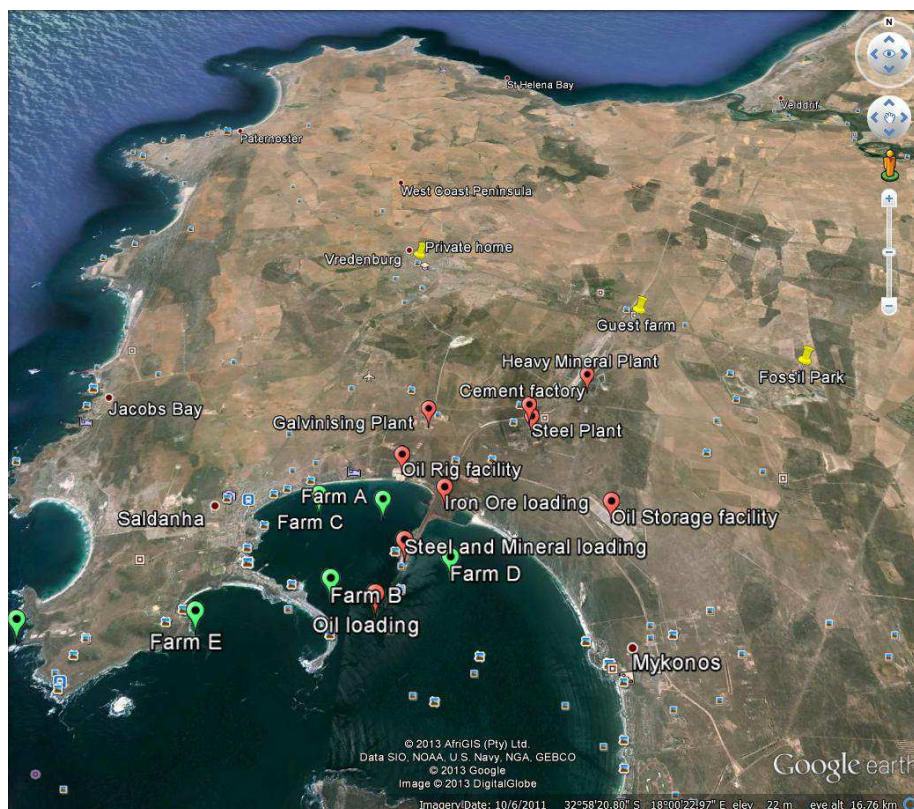 N
St Helena Bay
Velddrif
Paternoster
West Coast Peninsula
Private home
Vredenburg
Guest farm
Heavy Mineral Plant
Fossil Park
Cement factory
Jacobs Bay
Galvinising Plant
Steel Plant
Oil Rig facility
Farm A
Iron Ore loading
Saldanha
Farm C
Oil Storage facility
Steel and Mineral loading
Farm D
Farm B
Oil loading
Farm E
Mykonos
© 2013 AfriGIS (Pty) Ltd.
Data SIO, NOAA, U.S. Navy, NGA, GEBCO
© 2013 Google
Image © 2013 DigitalGlobe
Google earth
Imagery Date: 10/6/2011 32°58'20.80" S 18°00'22.97" E elev 22 m eye alt 16.76 km